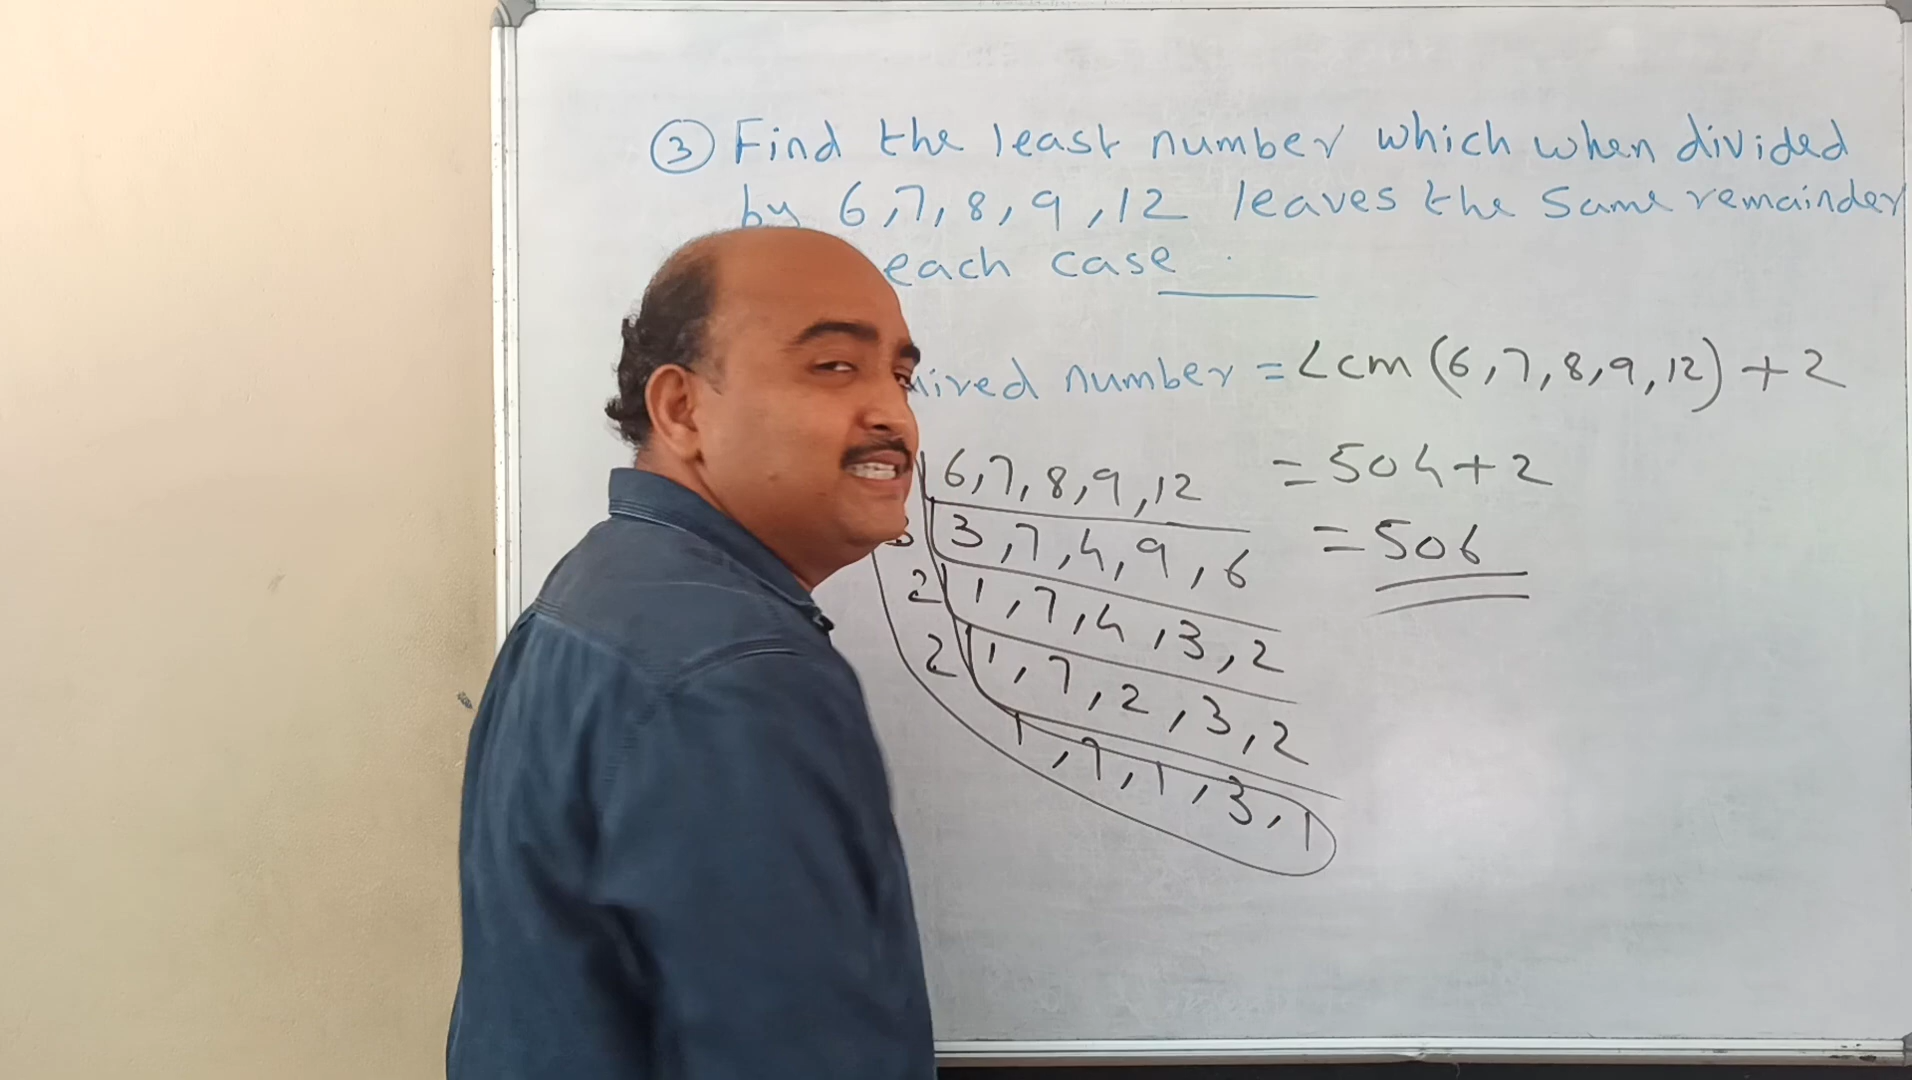 ③ Find the least number which when divided
by 6,7,8,9,12 leaves the same remainder
each case
number = Lcm (6,7,8,9,12) + 2
6,7,8,9,12 = 504+2
3 3,7,4,9,6 = 506
2 1,7,4,3,2
2 1,7,2,3,2
1,7,1,3,1